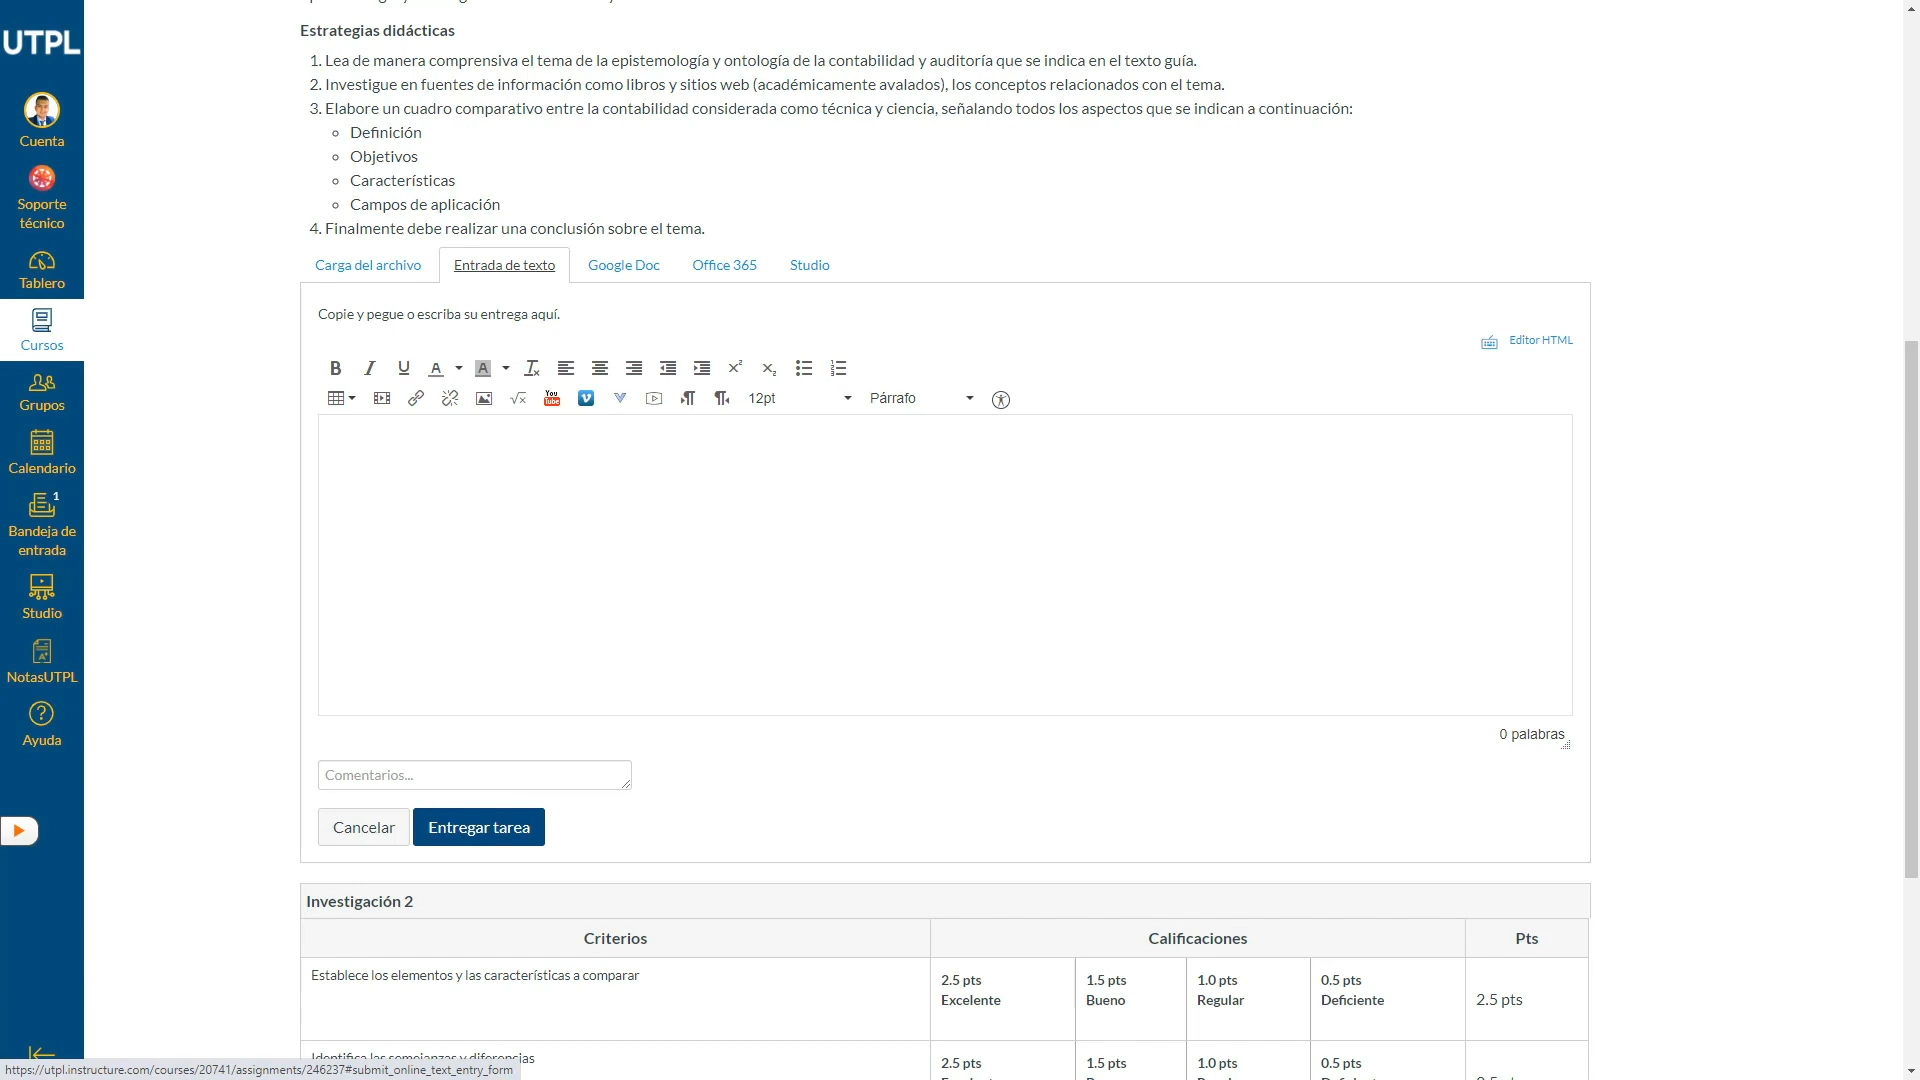 UTPL
Cuenta
Soporte
técnico
Tablero
Cursos
Grupos
Calendario
1
Bandeja de
entrada
Studio
NotasUTPL
Ayuda
Estrategias didácticas
1. Lea de manera comprensiva el tema de la epistemología y ontología de la contabilidad y auditoría que se indica en el texto guía.
2. Investigue en fuentes de información como libros y sitios web (académicamente avalados), los conceptos relacionados con el tema.
3. Elabore un cuadro comparativo entre la contabilidad considerada como técnica y ciencia, señalando todos los aspectos que se indican a continuación:
Definición
Objetivos
Características
Campos de aplicación
4. Finalmente debe realizar una conclusión sobre el tema.
Carga del archivo Entrada de texto Google Doc Office 365 Studio
Copie y pegue o escriba su entrega aquí.
Editor HTML
12pt Párrafo
0 palabras
Comentarios...
Cancelar Entregar tarea
Investigación 2
Criterios Calificaciones Pts
Establece los elementos y las características a comparar
2.5 pts 1.5 pts 1.0 pts 0.5 pts
Excelente Bueno Regular Deficiente
2.5 pts
Identifica las semejanzas y diferencias
2.5 pts 1.5 pts 1.0 pts 0.5 pts
https://utpl.instructure.com/courses/20741/assignments/246237#submit_online_text_entry_form